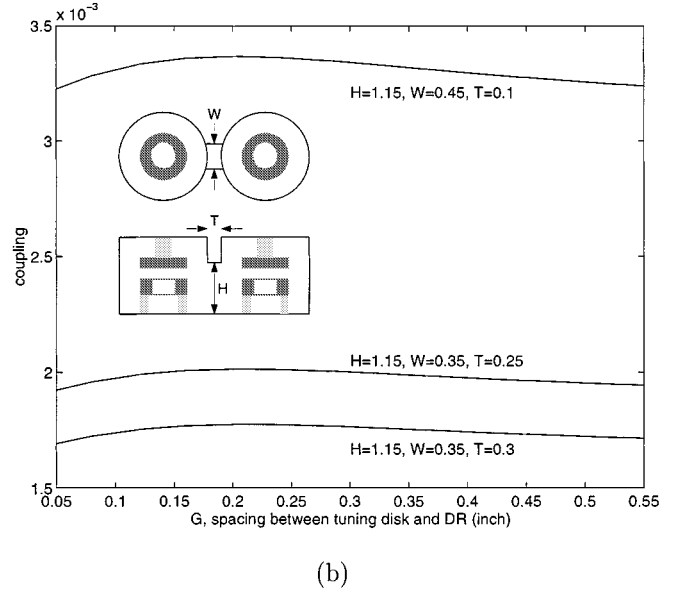 x 10⁻³
3.5
3
2.5
2
1.5
coupling
H=1.15, W=0.45, T=0.1
W
T
H
H=1.15, W=0.35, T=0.25
H=1.15, W=0.35, T=0.3
0.05 0.1 0.15 0.2 0.25 0.3 0.35 0.4 0.45 0.5 0.55
G, spacing between tuning disk and DR (inch)
(b)